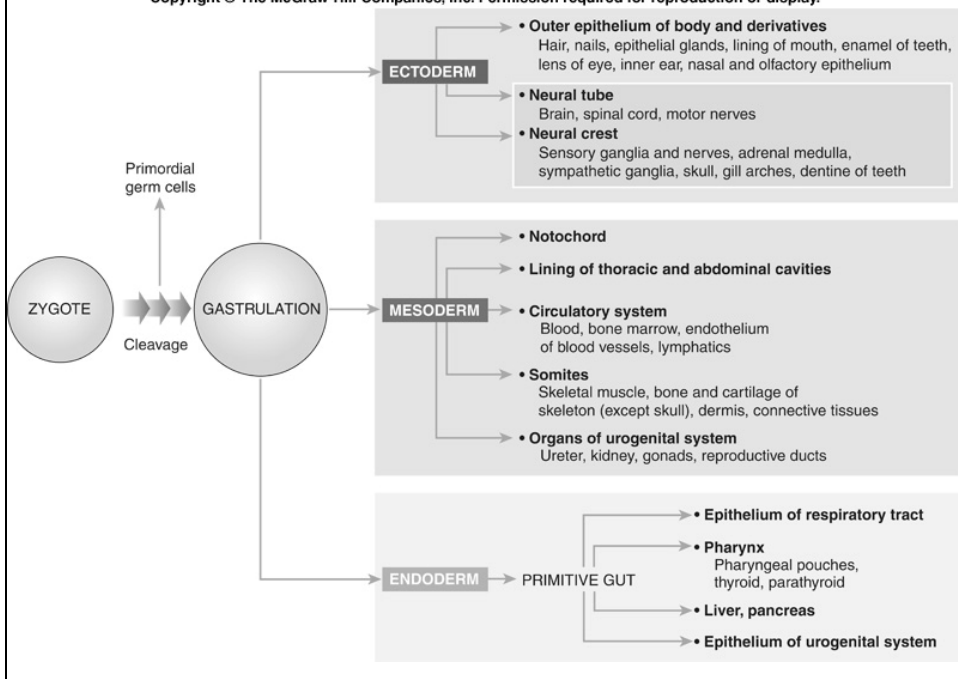 Copyright © The McGraw-Hill Companies, Inc. Permission required for reproduction or display.
• Outer epithelium of body and derivatives
Hair, nails, epithelial glands, lining of mouth, enamel of teeth,
lens of eye, inner ear, nasal and olfactory epithelium
ECTODERM
• Neural tube
Brain, spinal cord, motor nerves
• Neural crest
Sensory ganglia and nerves, adrenal medulla,
sympathetic ganglia, skull, gill arches, dentine of teeth
Primordial
germ cells
ZYGOTE
Cleavage
GASTRULATION
MESODERM
• Notochord
• Lining of thoracic and abdominal cavities
• Circulatory system
Blood, bone marrow, endothelium
of blood vessels, lymphatics
• Somites
Skeletal muscle, bone and cartilage of
skeleton (except skull), dermis, connective tissues
• Organs of urogenital system
Ureter, kidney, gonads, reproductive ducts
ENDODERM
PRIMITIVE GUT
• Epithelium of respiratory tract
• Pharynx
Pharyngeal pouches,
thyroid, parathyroid
• Liver, pancreas
• Epithelium of urogenital system